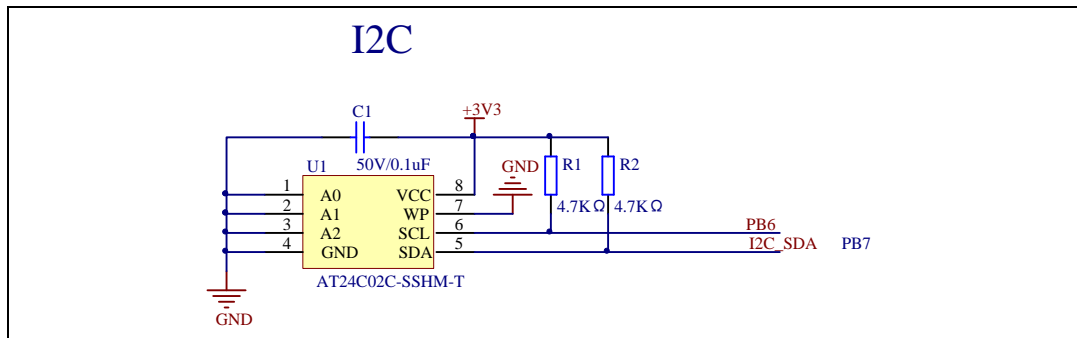 I2C
C1
+3V3
U1
50V/0.1uF
GND
R1
R2
1
A0
VCC
8
2
A1
WP
7
4.7KΩ
4.7KΩ
3
A2
SCL
6
PB6
4
GND
SDA
5
I2C_SDA
PB7
AT24C02C-SSHM-T
GND